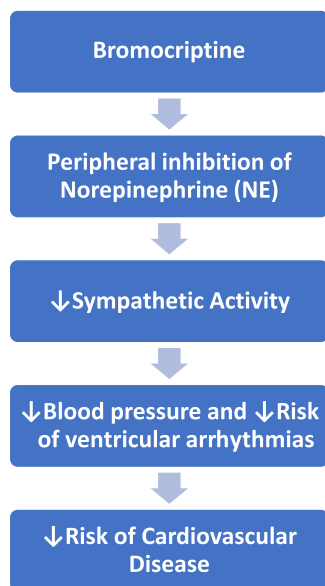 Bromocriptine
Peripheral inhibition of
Norepinephrine (NE)
↓Sympathetic Activity
↓Blood pressure and ↓Risk
of ventricular arrhythmias
↓Risk of Cardiovascular
Disease